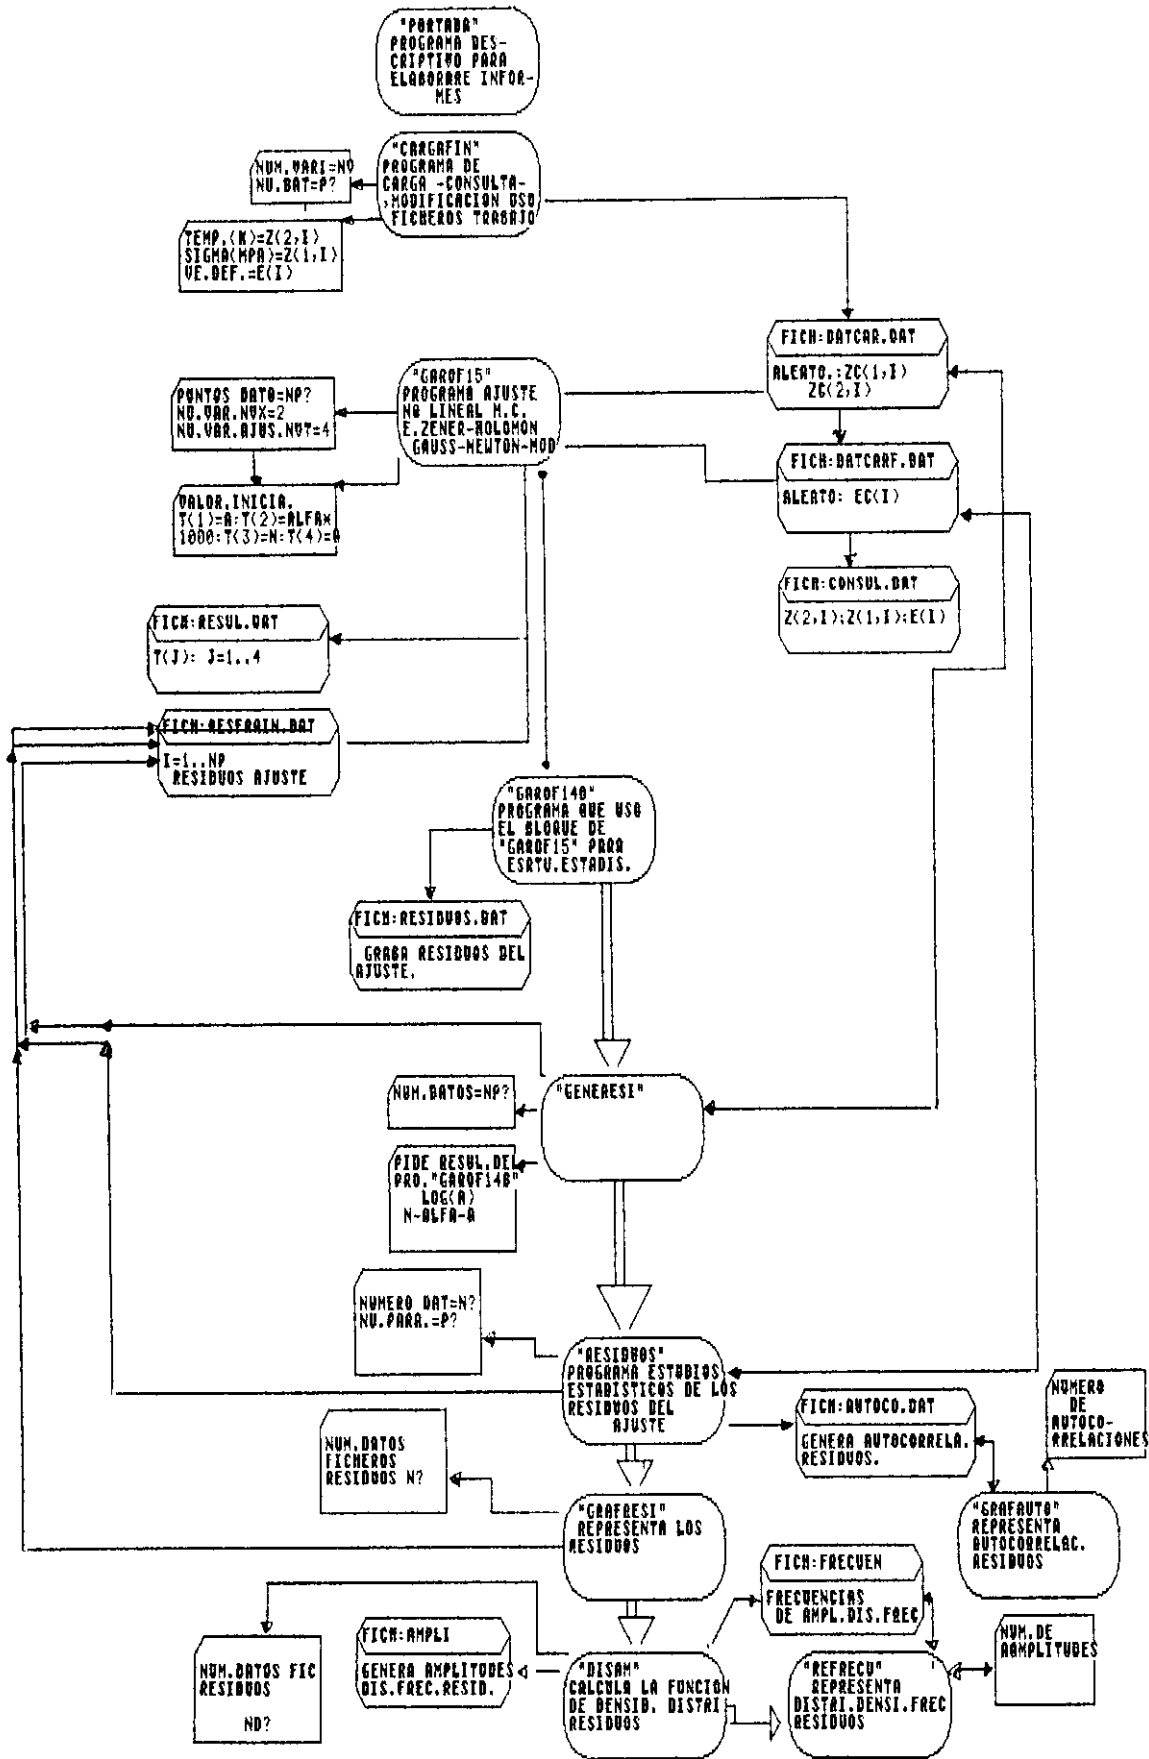 "PORTADA"
PROGRAMA DES-
CRIPTIVO PARA
ELABORARE INFOR-
MES
"CARGAFIN"
PROGRAMA DE
CARGA -CONSULTA-
,MODIFICACION USO
FICHEROS TRABAJO
NUM.VARI=NV
NU.DAT=P?
TEMP.(K)=Z(2,I)
SIGMA(MPA)=Z(1,I)
VE.DEF.=E(I)
FICH:DATCAR.DAT
ALEATO.:ZC(1,I)
ZC(2,I)
"GAROF15"
PROGRAMA AJUSTE
NO LINEAL M.C.
E.ZENER-HOLOMON
GAUSS-NEWTON-MOD
PUNTOS DATO=NP?
NU.VAR.NVX=2
NU.VAR.AJUS.NVT=4
FICH:DATCARF.DAT
ALEATO: EC(I)
VALOR.INICIA.
T(1)=A:T(2)=ALFA*
1000:T(3)=N:T(4)=Q
FICH:CONSUL.DAT
Z(2,I);Z(1,I);E(I)
FICH:RESUL.DAT
T(J): J=1..4
FICH:RESFRAIN.DAT
I=1..NP
RESIDUOS AJUSTE
"GAROF14B"
PROGRAMA QUE USO
EL BLOQUE DE
"GAROF15" PARA
ESRTU.ESTADIS.
FICH:RESIDUOS.DAT
GRABA RESIDUOS DEL
AJUSTE.
"GENERESI"
NUM.DATOS=NP?
PIDE RESUL.DEL
PRO."GAROF14B"
LOG(A)
N-ALFA-Q
NUMERO DAT=N?
NU.PARA.=P?
"RESIDUOS"
PROGRAMA ESTUDIOS
ESTADISTICOS DE LOS
RESIDUOS DEL
AJUSTE
FICH:AUTOCO.DAT
GENERA AUTOCORRELA.
RESIDUOS.
NUMERO
DE
AUTOCO-
RRELACIONES
NUM.DATOS
FICHEROS
RESIDUOS N?
"GRAFRESI"
REPRESENTA LOS
RESIDUOS
"GRAFAUTO"
REPRESENTA
AUTOCORRELAC.
RESIDUOS
FICH:FRECUEN
FRECUENCIAS
DE AMPL.DIS.FREC
NUM.DATOS FIC
RESIDUOS
ND?
FICH:AMPLI
GENERA AMPLITUDES
DIS.FREC.RESID.
"DISAM"
CALCULA LA FUNCION
DE DENSID. DISTRI
RESIDUOS
"REFRECU"
REPRESENTA
DISTRI.DENSI.FREC
RESIDUOS
NUM.DE
AAMPLITUDES